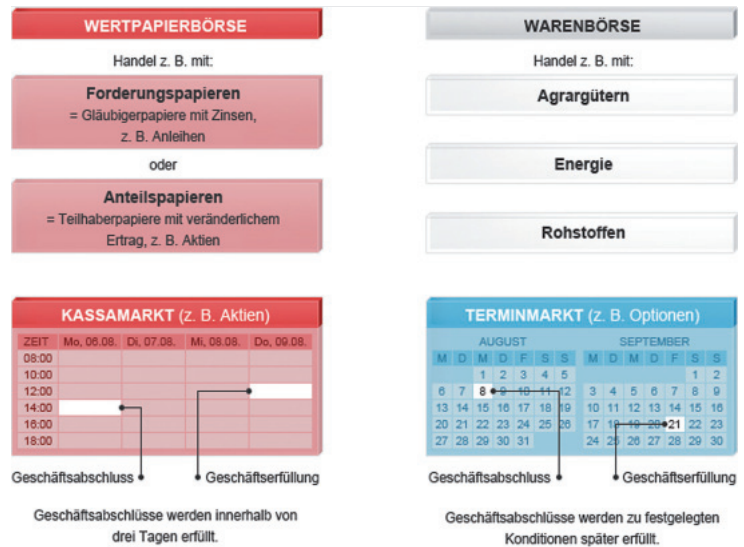 WERTPAPIERBÖRSE
Handel z. B. mit:
Forderungspapieren
= Gläubigerpapiere mit Zinsen,
z. B. Anleihen
oder
Anteilspapieren
= Teilhaberpapiere mit veränderlichem
Ertrag, z. B. Aktien
WARENBÖRSE
Handel z. B. mit:
Agrargütern
Energie
Rohstoffen
KASSAMARKT (z. B. Aktien)
ZEIT Mo, 06.08. Di, 07.08. Mi, 08.08. Do, 09.08.
08:00
10:00
12:00
14:00
16:00
18:00
Geschäftsabschluss Geschäftserfüllung
Geschäftsabschlüsse werden innerhalb von
drei Tagen erfüllt.
TERMINMARKT (z. B. Optionen)
AUGUST
M D M D F S S
1 2 3 4 5
6 7 8 9 10 11 12
13 14 15 16 17 18 19
20 21 22 23 24 25 26
27 28 29 30 31
SEPTEMBER
M D M D F S S
1 2
3 4 5 6 7 8 9
10 11 12 13 14 15 16
17 18 19 20 21 22 23
24 25 26 27 28 29 30
Geschäftsabschluss Geschäftserfüllung
Geschäftsabschlüsse werden zu festgelegten
Konditionen später erfüllt.